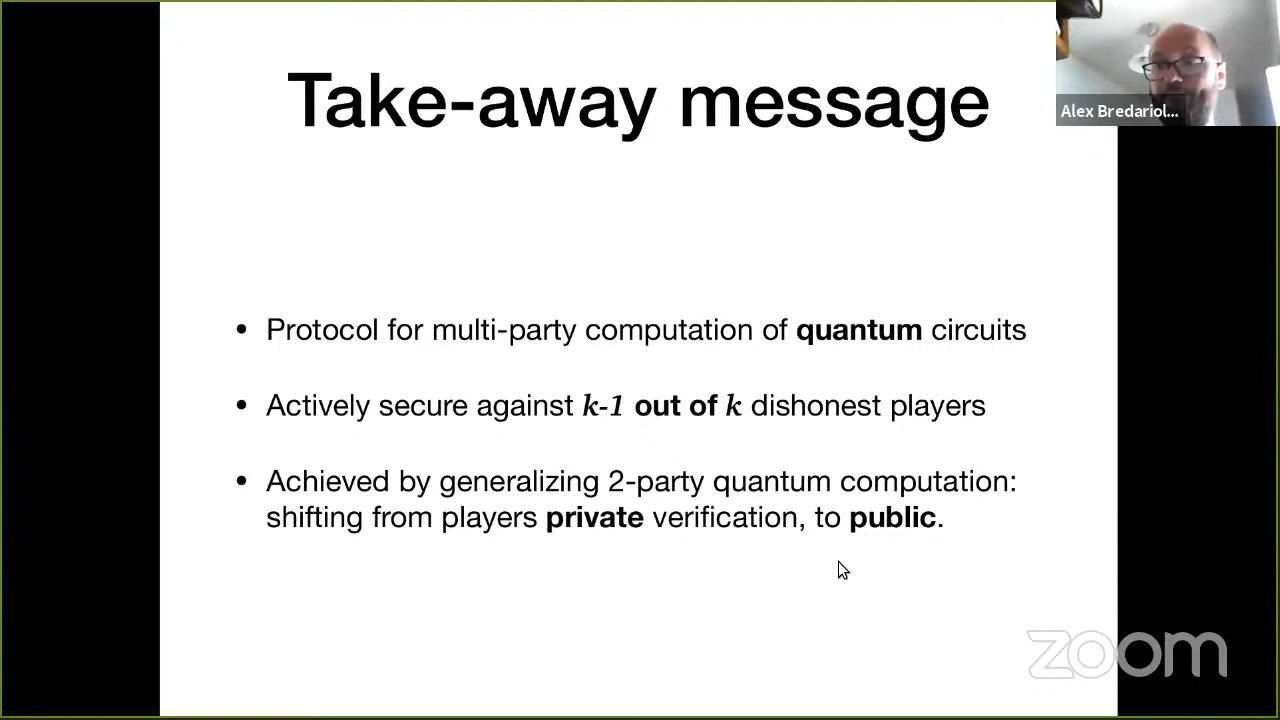 Take-away message
Alex Bredariol...
• Protocol for multi-party computation of quantum circuits
• Actively secure against k-1 out of k dishonest players
• Achieved by generalizing 2-party quantum computation:
shifting from players private verification, to public.
zoom